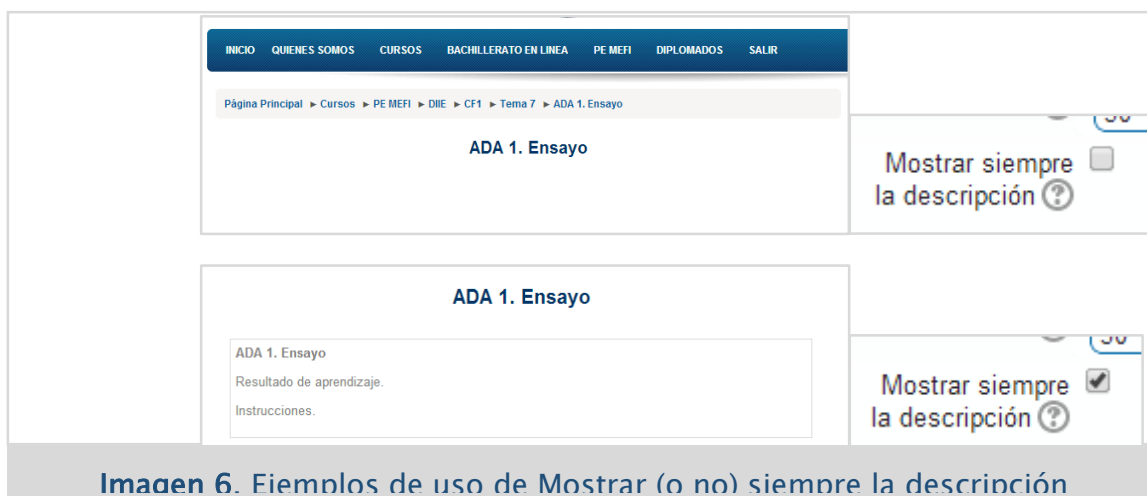 INICIO QUIENES SOMOS CURSOS BACHILLERATO EN LINEA PE MEFI DIPLOMADOS SALIR
Página Principal ► Cursos ► PE MEFI ► DIIE ► CF1 ► Tema 7 ► ADA 1. Ensayo
ADA 1. Ensayo
Mostrar siempre
la descripción ?
ADA 1. Ensayo
ADA 1. Ensayo
Resultado de aprendizaje.
Instrucciones.
Mostrar siempre
la descripción ?
Imagen 6. Ejemplos de uso de Mostrar (o no) siempre la descripción